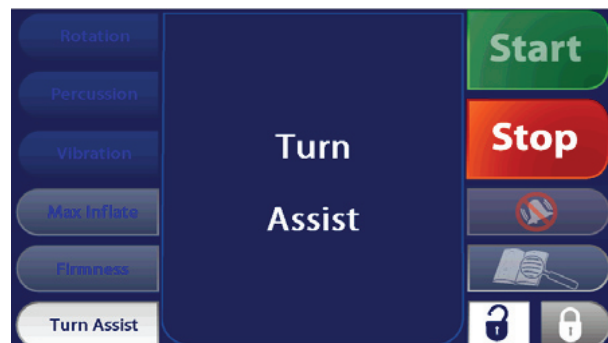 Rotation
Percussion
Vibration
Max Inflate
Firmness
Turn Assist
Turn
Assist
Start
Stop